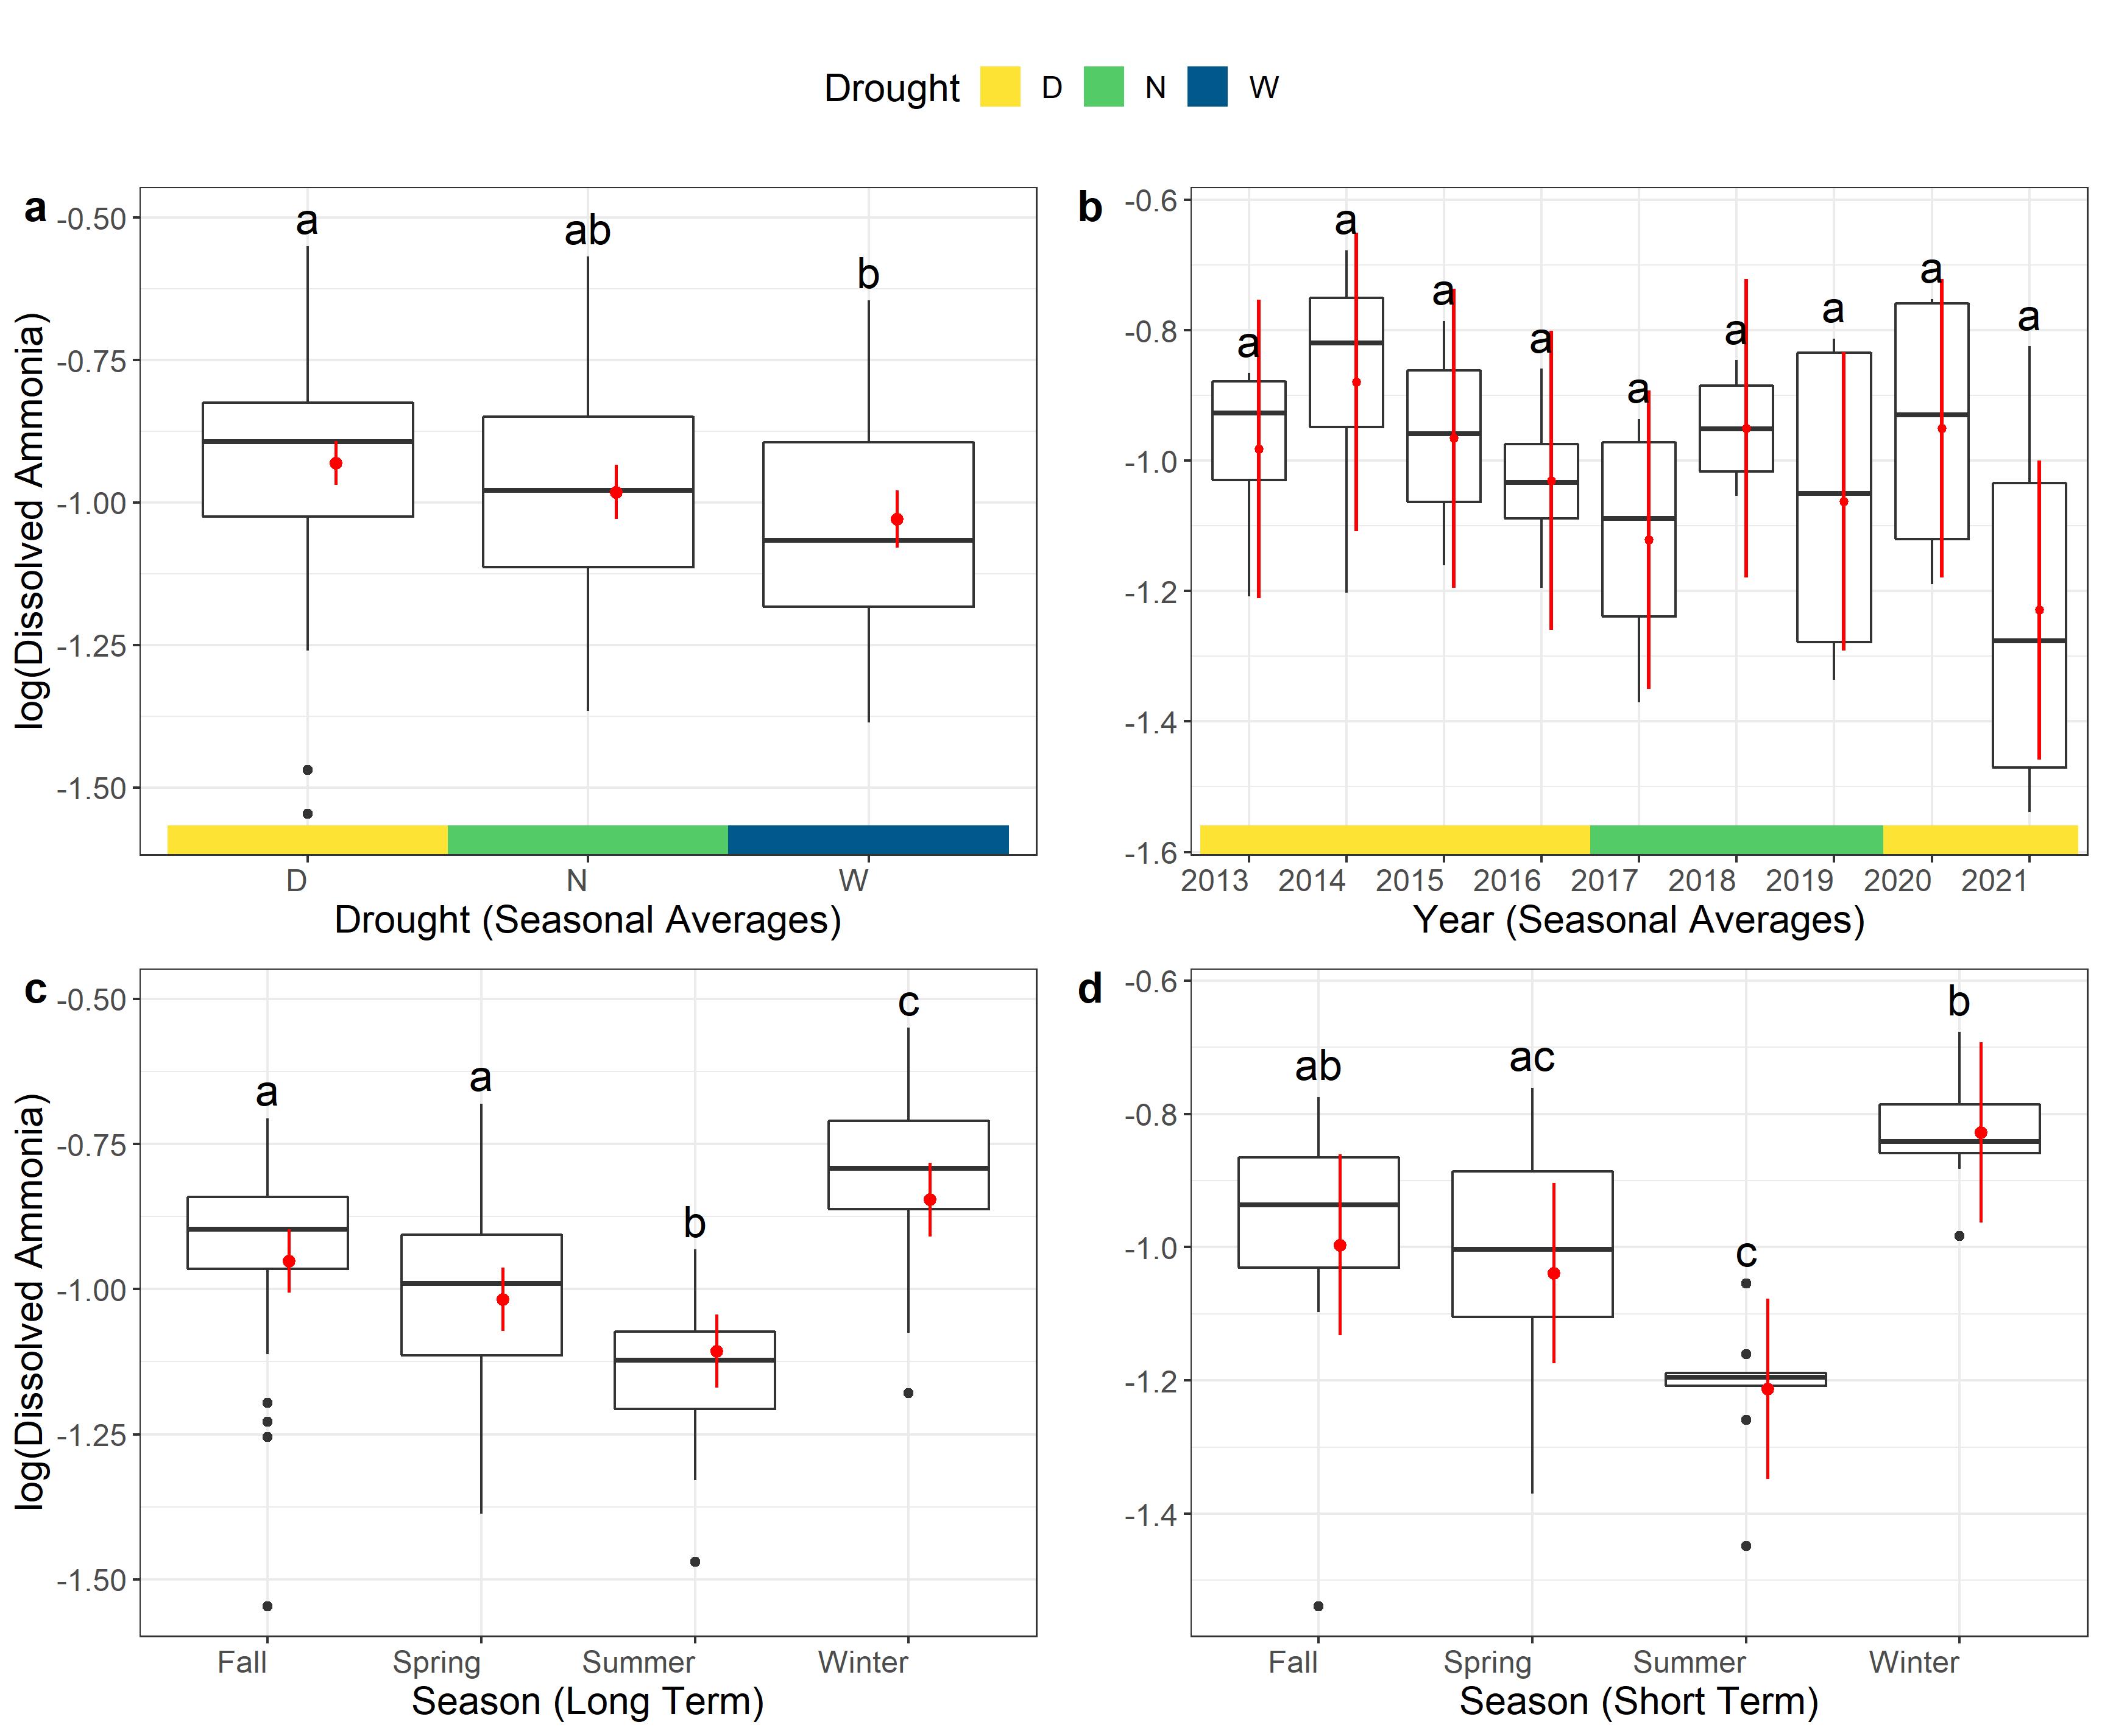 Drought D N W
a
-0.50
-0.75
-1.00
-1.25
-1.50
log(Dissolved Ammonia)
a ab b
D N W
Drought (Seasonal Averages)
b
-0.6
-0.8
-1.0
-1.2
-1.4
-1.6
a a a a a a a a a
2013 2014 2015 2016 2017 2018 2019 2020 2021
Year (Seasonal Averages)
c
-0.50
-0.75
-1.00
-1.25
-1.50
log(Dissolved Ammonia)
a a b c
Fall Spring Summer Winter
Season (Long Term)
d
-0.6
-0.8
-1.0
-1.2
-1.4
ab ac c b
Fall Spring Summer Winter
Season (Short Term)